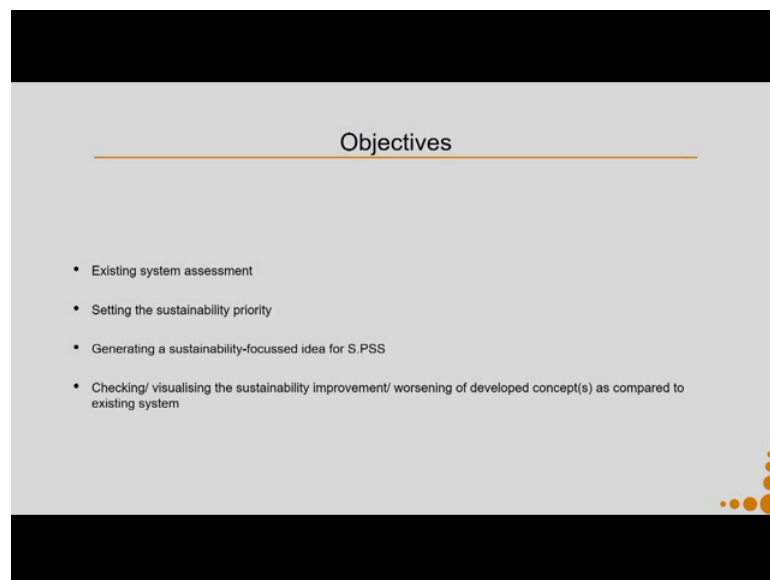 Objectives
• Existing system assessment
• Setting the sustainability priority
• Generating a sustainability-focussed idea for S.PSS
• Checking/ visualising the sustainability improvement/ worsening of developed concept(s) as compared to
existing system